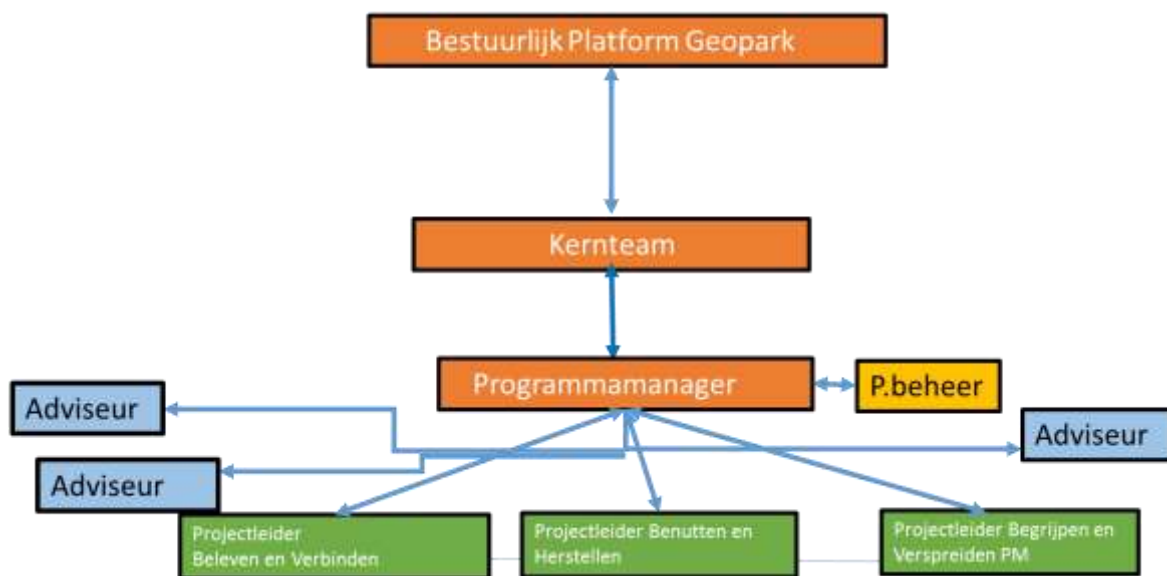 Bestuurlijk Platform Geopark
Kernteam
Programmamanager
P.beheer
Adviseur
Adviseur
Adviseur
Projectleider
Beleven en Verbinden
Projectleider Benutten en
Herstellen
Projectleider Begrijpen en
Verspreiden PM